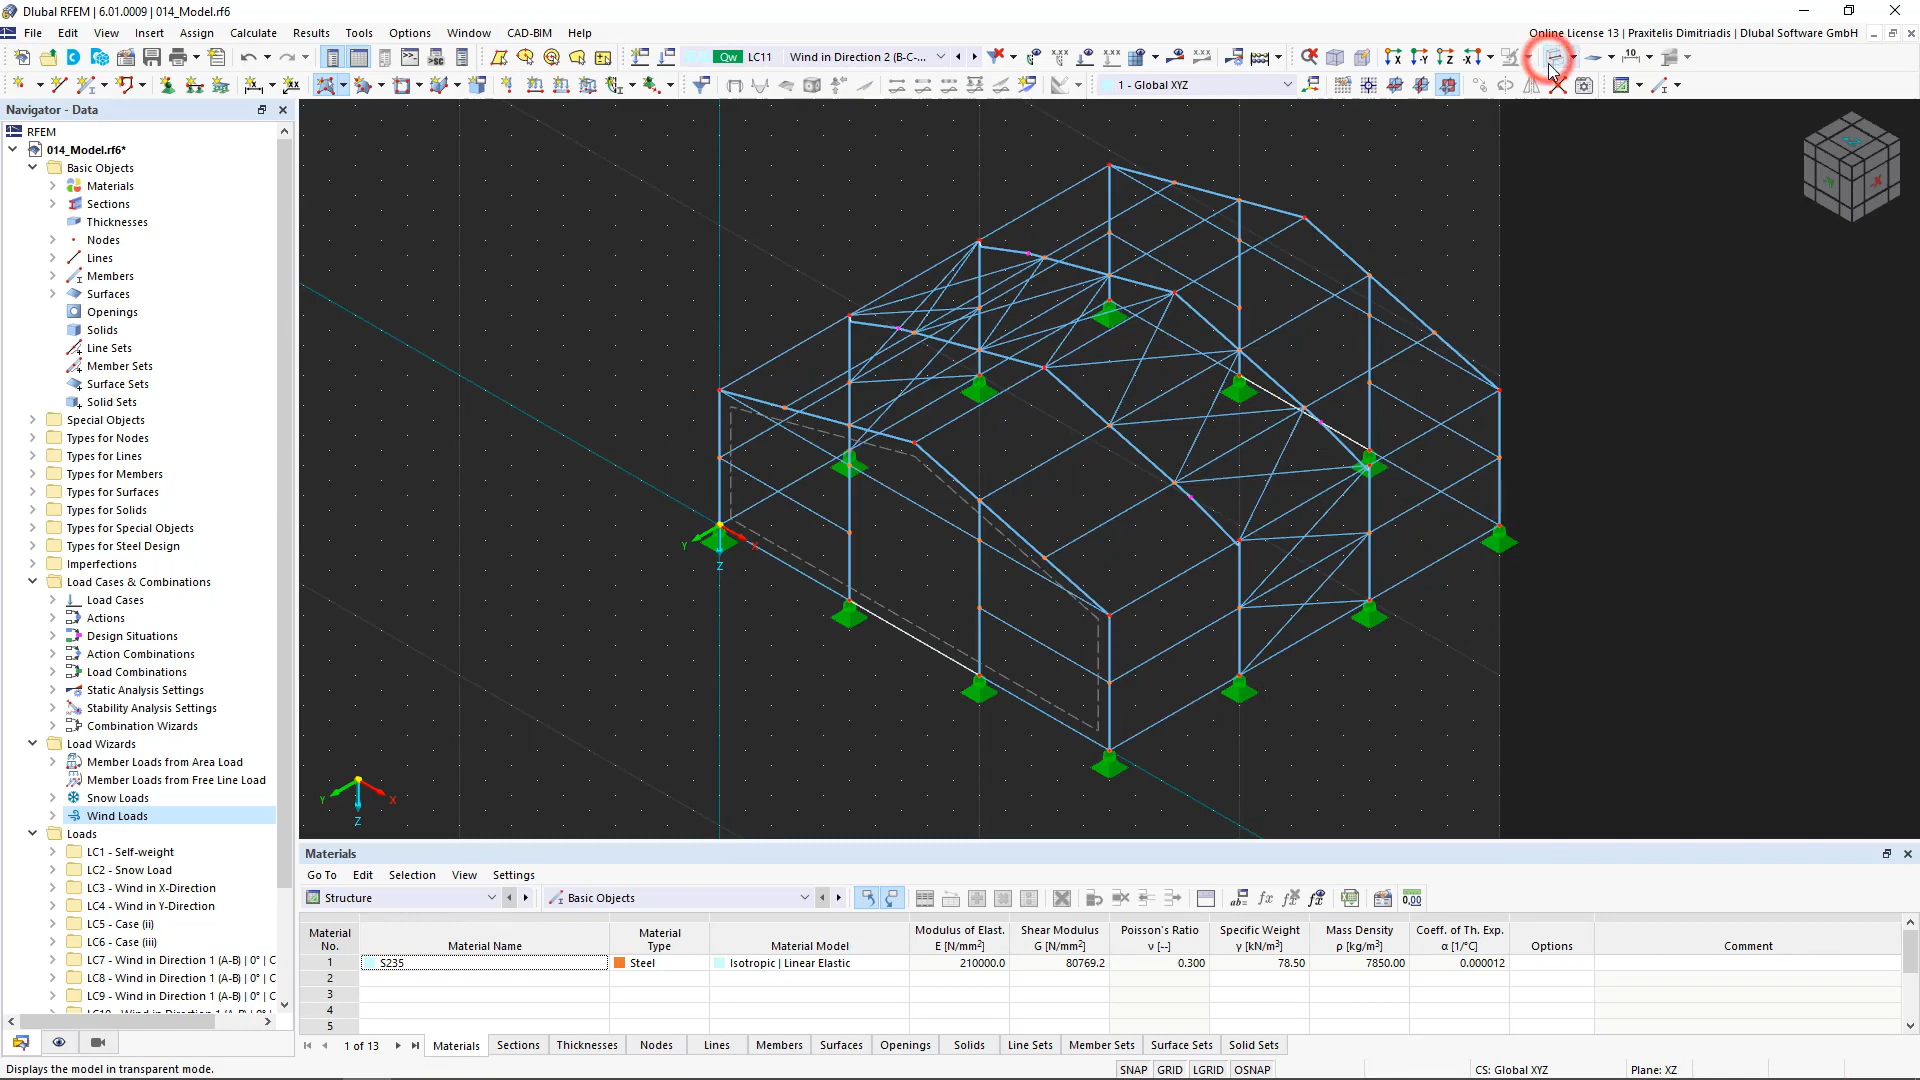 Dlubal RFEM | 6.01.0009 | 014_Model.rf6
File Edit View Insert Assign Calculate Results Tools Options Window CAD-BIM Help
Online License 13 | Praxitelis Dimitriadis | Dlubal Software GmbH
Qw LC11 Wind in Direction 2 (B-C-...
1 - Global XYZ
Navigator - Data
RFEM
014_Model.rf6*
Basic Objects
Materials
Sections
Thicknesses
Nodes
Lines
Members
Surfaces
Openings
Solids
Line Sets
Member Sets
Surface Sets
Solid Sets
Special Objects
Types for Nodes
Types for Lines
Types for Members
Types for Surfaces
Types for Solids
Types for Special Objects
Types for Steel Design
Imperfections
Load Cases & Combinations
Load Cases
Actions
Design Situations
Action Combinations
Load Combinations
Static Analysis Settings
Stability Analysis Settings
Combination Wizards
Load Wizards
Member Loads from Area Load
Member Loads from Free Line Load
Snow Loads
Wind Loads
Loads
LC1 - Self-weight
LC2 - Snow Load
LC3 - Wind in X-Direction
LC4 - Wind in Y-Direction
LC5 - Case (ii)
LC6 - Case (iii)
LC7 - Wind in Direction 1 (A-B) | 0° | C
LC8 - Wind in Direction 1 (A-B) | 0° | C
LC9 - Wind in Direction 1 (A-B) | 0° | C
Y X Z
Y X Z
-Y -X
Materials
Go To Edit Selection View Settings
Structure Basic Objects
Material No. Material Name Material Type Material Model Modulus of Elast. E [N/mm²] Shear Modulus G [N/mm²] Poisson's Ratio ν [--] Specific Weight γ [kN/m³] Mass Density ρ [kg/m³] Coeff. of Th. Exp. α [1/°C] Options Comment
1 S235 Steel Isotropic | Linear Elastic 210000.0 80769.2 0.300 78.50 7850.00 0.000012
2
3
4
5
1 of 13 Materials Sections Thicknesses Nodes Lines Members Surfaces Openings Solids Line Sets Member Sets Surface Sets Solid Sets
Displays the model in transparent mode. SNAP GRID LGRID OSNAP CS: Global XYZ Plane: XZ